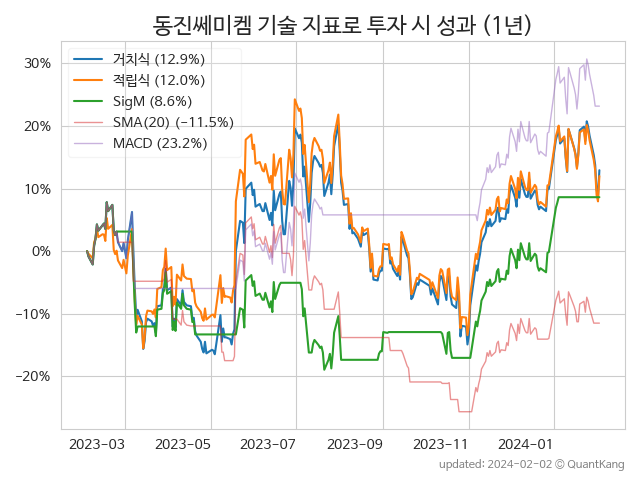 동진쎄미켐 기술 지표로 투자 시 성과 (1년)
거치식 (12.9%)
적립식 (12.0%)
SigM (8.6%)
SMA(20) (−11.5%)
MACD (23.2%)
30%
20%
10%
0%
−10%
−20%
2023-03 2023-05 2023-07 2023-09 2023-11 2024-01
updated: 2024-02-02 © QuantKang